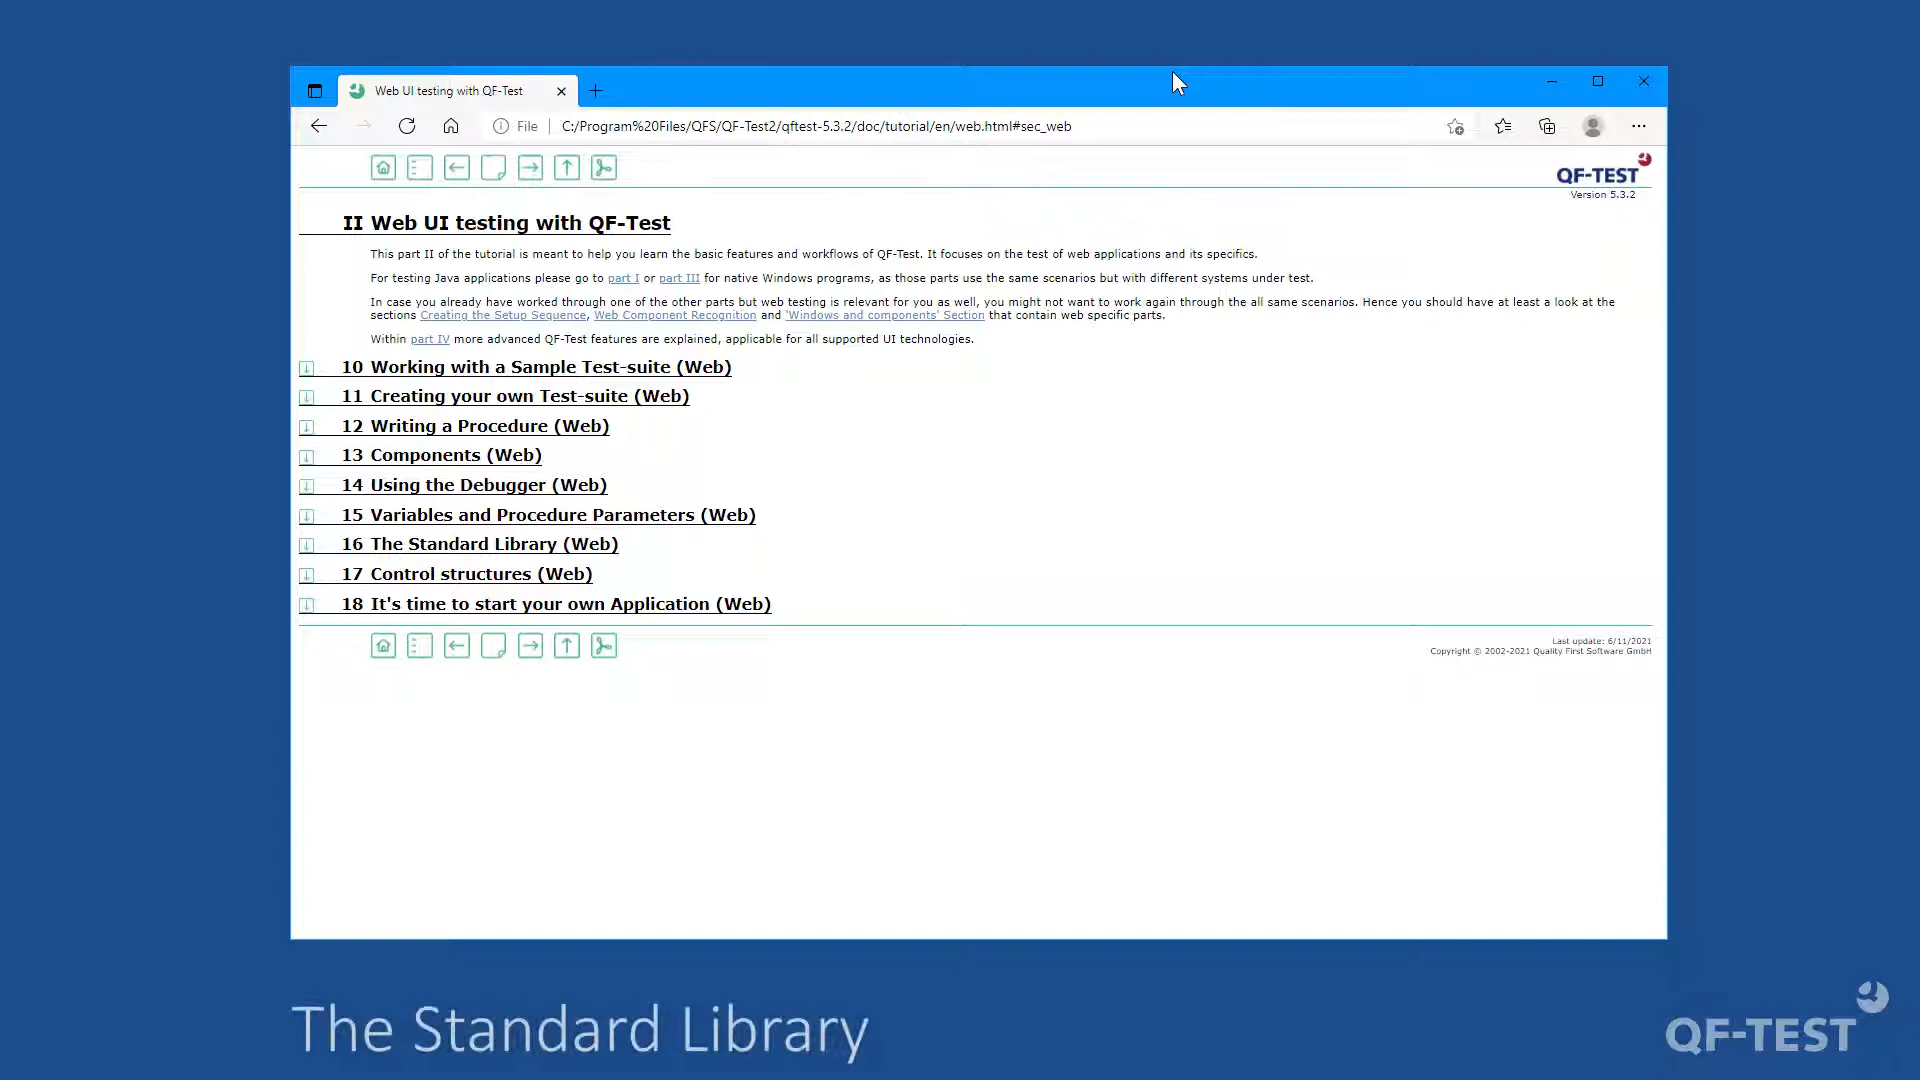 Web UI testing with QF-Test
File
C:/Program%20Files/QFS/QF-Test2/qftest-5.3.2/doc/tutorial/en/web.html#sec_web
QF-TEST
Version 5.3.2
II Web UI testing with QF-Test
This part II of the tutorial is meant to help you learn the basic features and workflows of QF-Test. It focuses on the test of web applications and its specifics.
For testing Java applications please go to part I or part III for native Windows programs, as those parts use the same scenarios but with different systems under test.
In case you already have worked through one of the other parts but web testing is relevant for you as well, you might not want to work again through the all same scenarios. Hence you should have at least a look at the
sections Creating the Setup Sequence, Web Component Recognition and 'Windows and components' Section that contain web specific parts.
Within part IV more advanced QF-Test features are explained, applicable for all supported UI technologies.
10 Working with a Sample Test-suite (Web)
11 Creating your own Test-suite (Web)
12 Writing a Procedure (Web)
13 Components (Web)
14 Using the Debugger (Web)
15 Variables and Procedure Parameters (Web)
16 The Standard Library (Web)
17 Control structures (Web)
18 It's time to start your own Application (Web)
Last update: 6/11/2021
Copyright © 2002-2021 Quality First Software GmbH
The Standard Library
QF-TEST